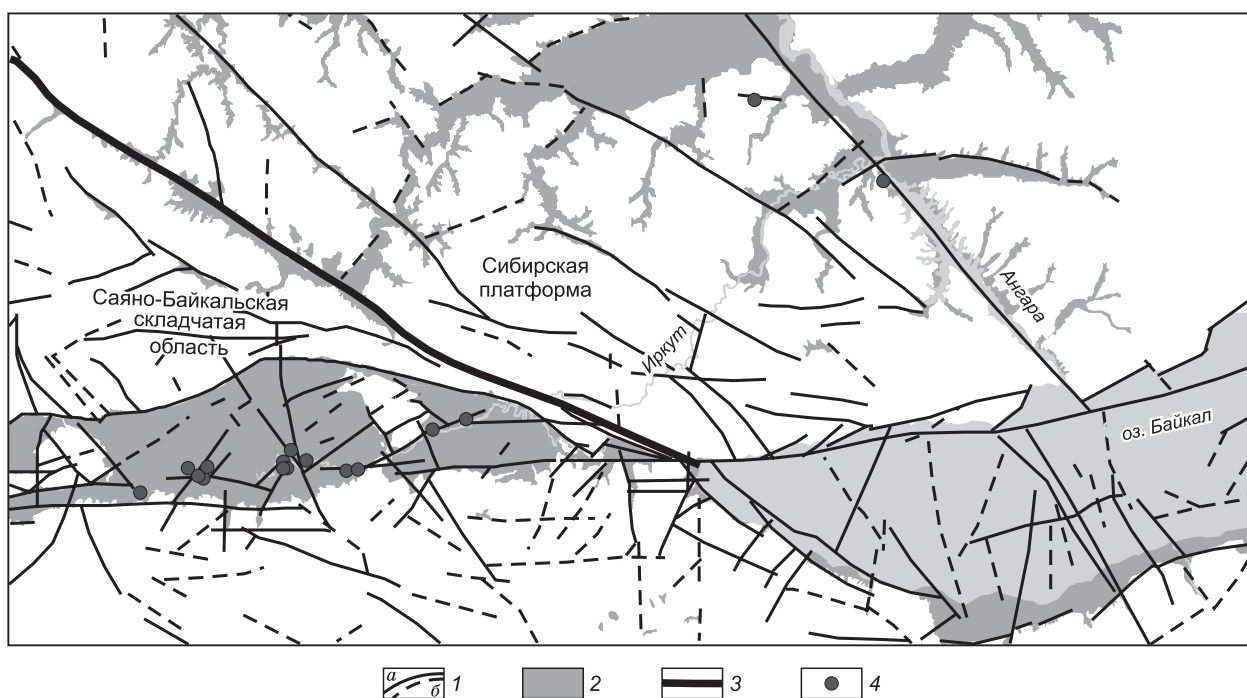 Сибирская
платформа
Саяно-Байкальская
складчатая
область
Иркут
Ангара
оз. Байкал
а
б
1
2
3
4